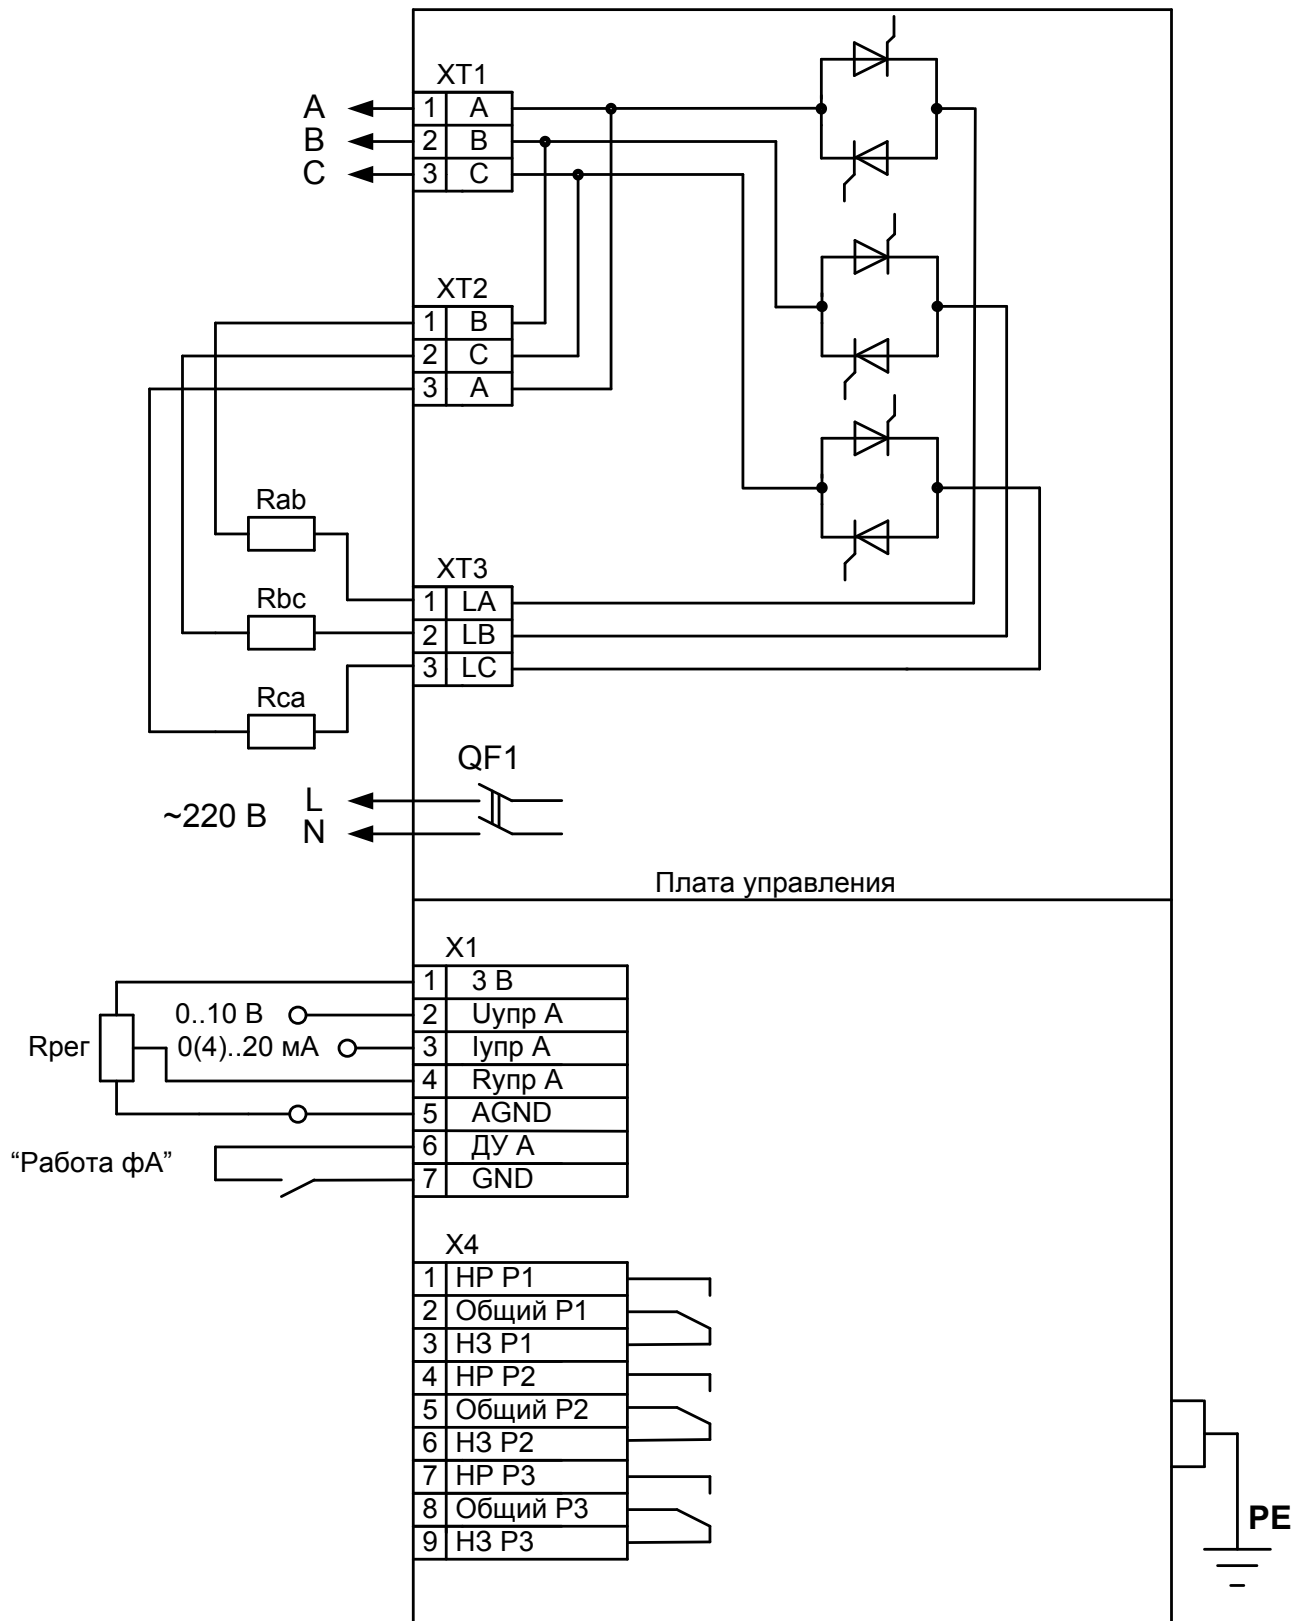 XT1
A 1 A
B 2 B
C 3 C
XT2
1 B
2 C
3 A
Rab
XT3
Rbc
1 LA
2 LB
3 LC
Rca
QF1
~220 В L
N
Плата управления
X1
1 3 В
0..10 В 2 Uупр А
Rрег 0(4)..20 мА 3 Iупр А
4 Rупр А
5 AGND
6 ДУ А
“Работа фА”
7 GND
X4
1 НР Р1
2 Общий Р1
3 НЗ Р1
4 НР Р2
5 Общий Р2
6 НЗ Р2
7 НР Р3
8 Общий Р3
9 НЗ Р3
PE